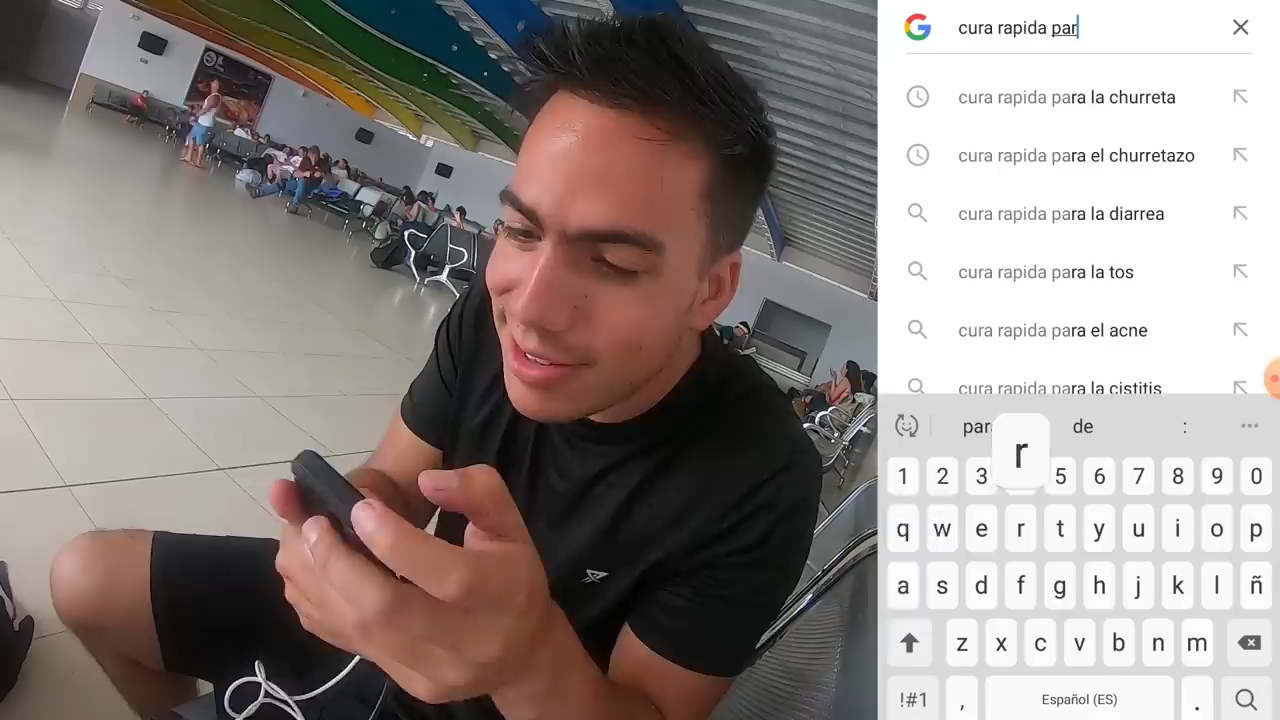 cura rapida par
cura rapida para la churreta
cura rapida para el churretazo
cura rapida para la diarrea
cura rapida para la tos
cura rapida para el acne
cura rapida para la cistitis
de :
r
1 2 3 5 6 7 8 9 0
q w e r t y u i o p
a s d f g h j k l ñ
z x c v b n m
!#1 , Español (ES) .